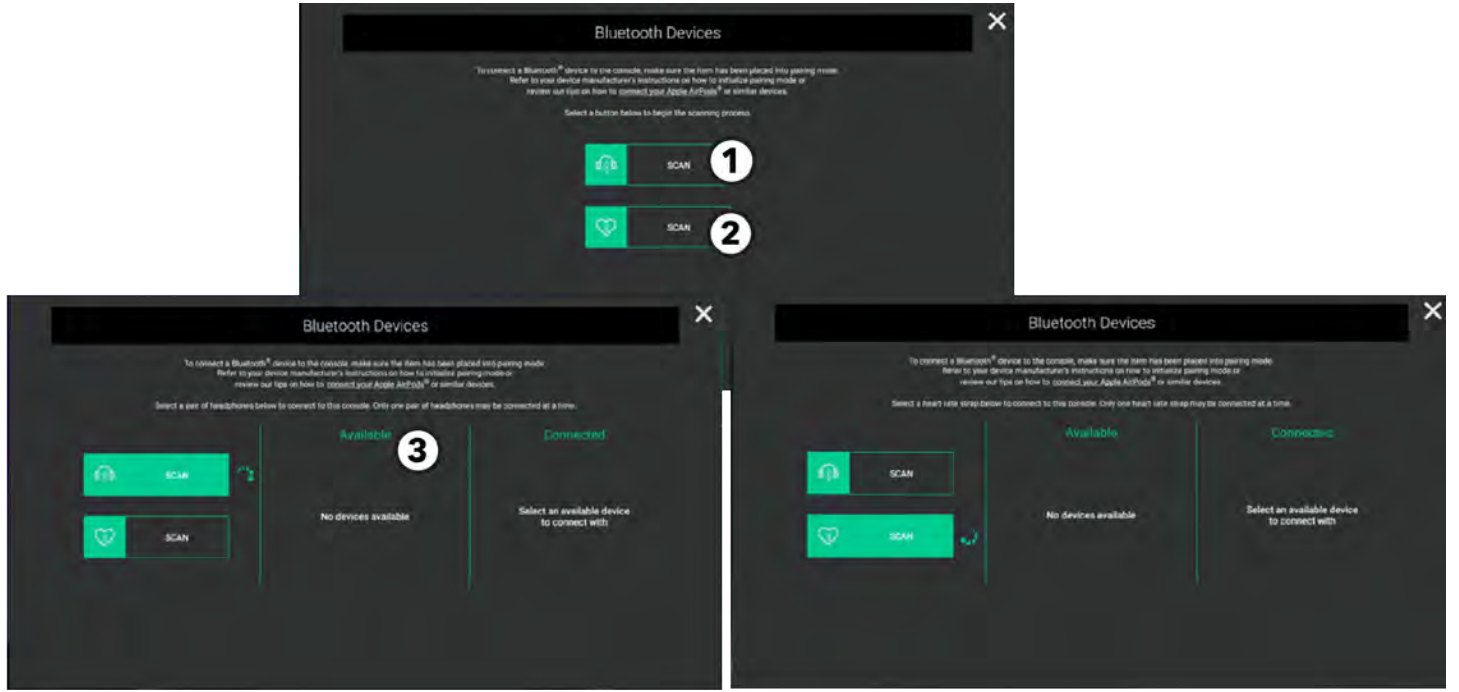 Bluetooth Devices
To connect a Bluetooth® device to the console, make sure the item has been placed into pairing mode.
Refer to your device manufacturer's instructions on how to initialize pairing mode or
review our tips on how to connect your Apple AirPods® or similar devices.
Select a button below to begin the scanning process.
SCAN
1
SCAN
2
Bluetooth Devices
To connect a Bluetooth® device to the console, make sure the item has been placed into pairing mode.
Refer to your device manufacturer's instructions on how to initialize pairing mode or
review our tips on how to connect your Apple AirPods® or similar devices.
Select a pair of headphones below to connect to this console. Only one pair of headphones may be connected at a time.
Available
3
Connected
SCAN
No devices available
Select an available device
to connect with
SCAN
Bluetooth Devices
To connect a Bluetooth® device to the console, make sure the item has been placed into pairing mode.
Refer to your device manufacturer's instructions on how to initialize pairing mode or
review our tips on how to connect your Apple AirPods® or similar devices.
Select a heart rate strap below to connect to this console. Only one heart rate strap may be connected at a time.
Available
Connected
SCAN
No devices available
Select an available device
to connect with
SCAN